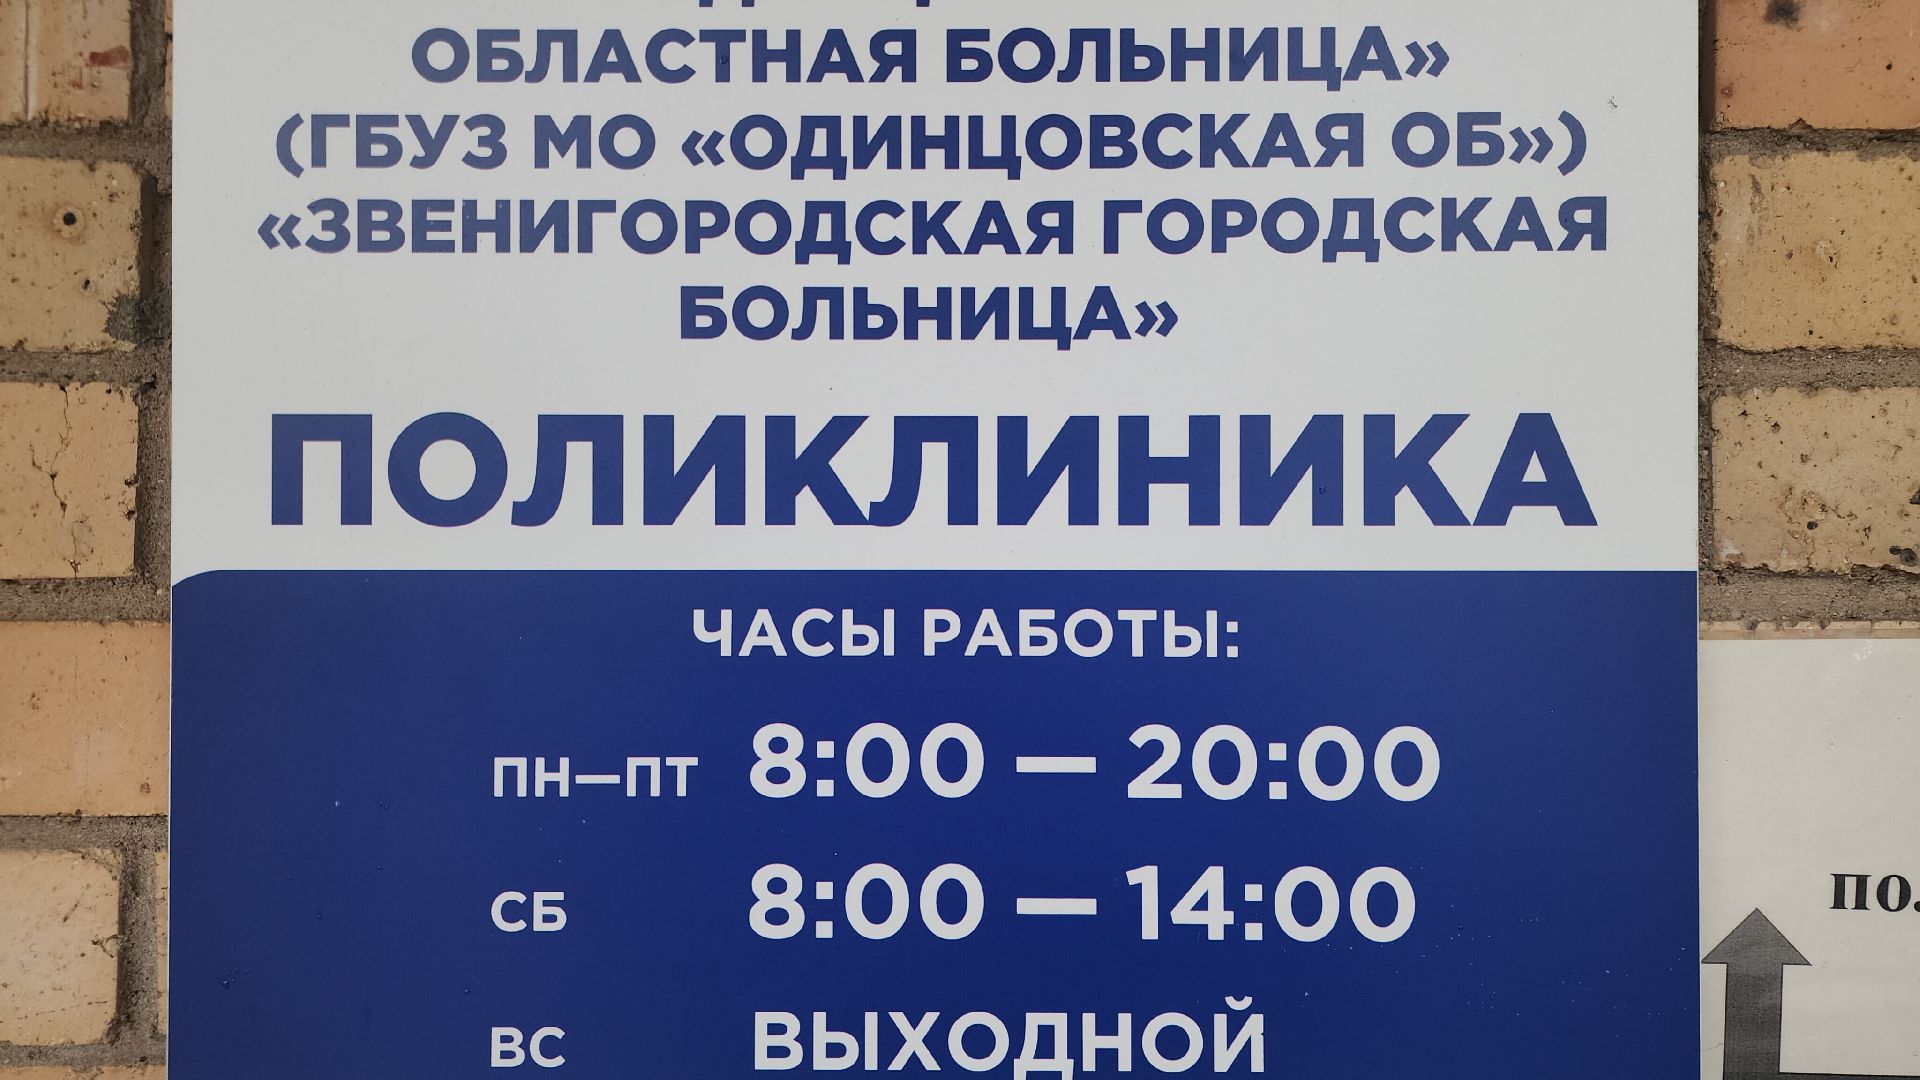 ОБЛАСТНАЯ БОЛЬНИЦА»
(ГБУЗ МО «ОДИНЦОВСКАЯ ОБ»)
«ЗВЕНИГОРОДСКАЯ ГОРОДСКАЯ
БОЛЬНИЦА»
ПОЛИКЛИНИКА
ЧАСЫ РАБОТЫ:
ПН—ПТ 8:00 — 20:00
СБ 8:00 — 14:00
ВС ВЫХОДНОЙ